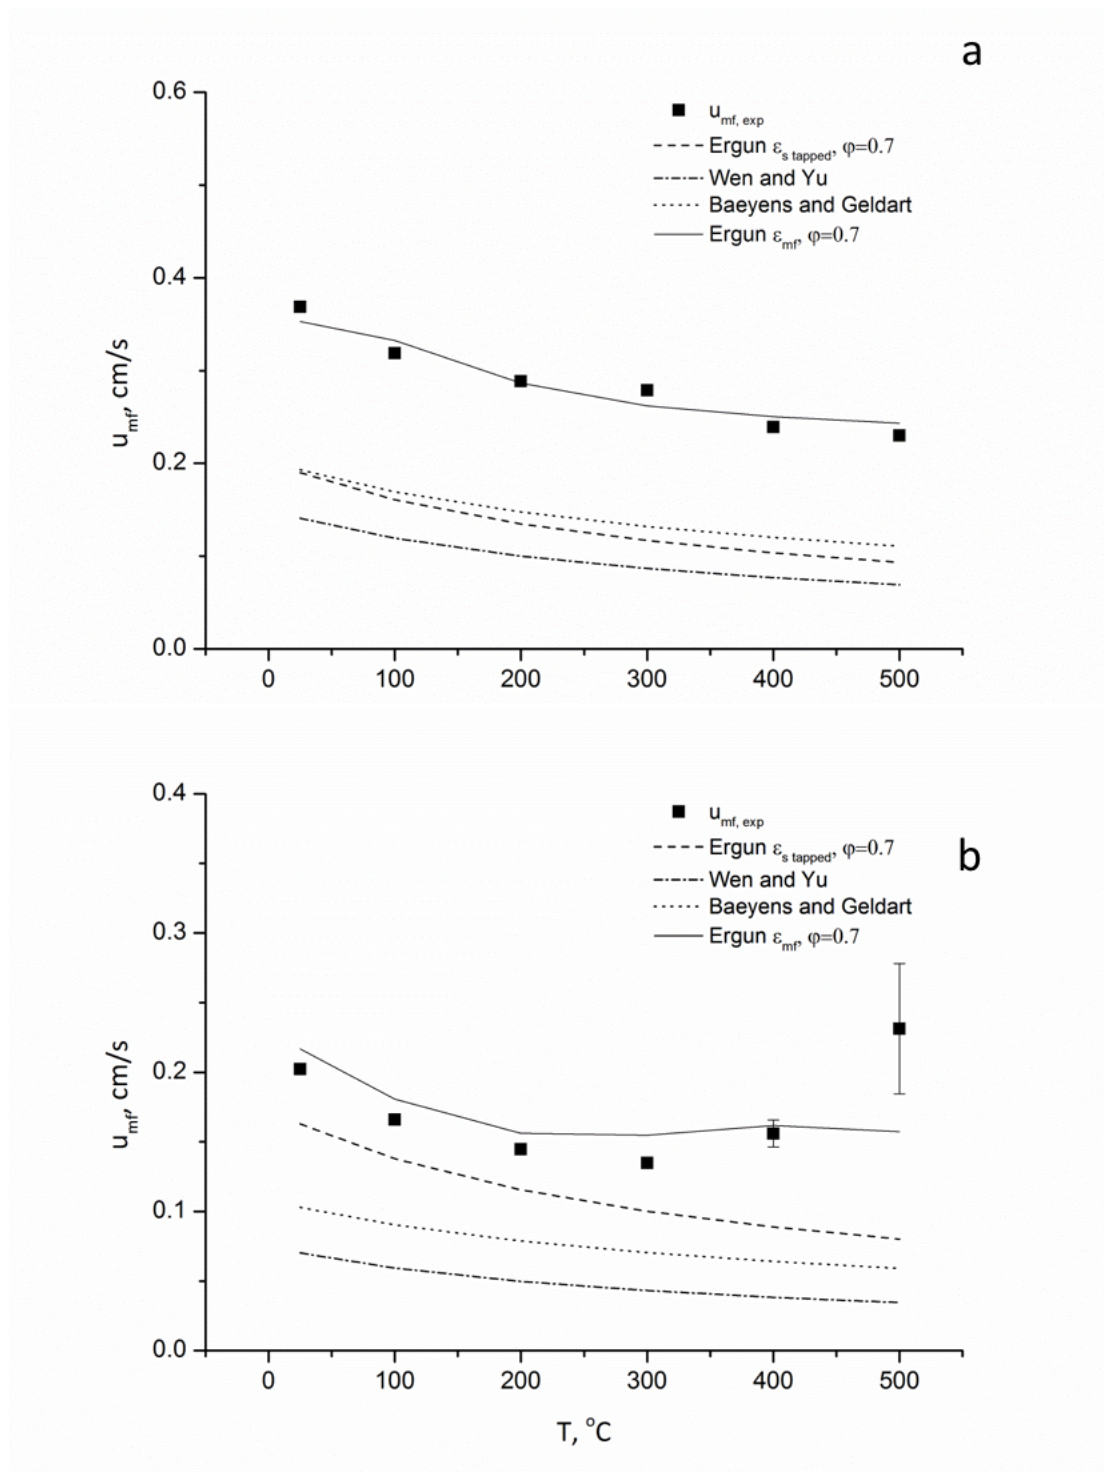 a
0.6
0.4
0.2
0.0
u_mf, cm/s
u_mf, exp
Ergun ε_s tapped, φ=0.7
Wen and Yu
Baeyens and Geldart
Ergun ε_mf, φ=0.7
0 100 200 300 400 500
b
0.4
0.3
0.2
0.1
0.0
u_mf, cm/s
u_mf, exp
Ergun ε_s tapped, φ=0.7
Wen and Yu
Baeyens and Geldart
Ergun ε_mf, φ=0.7
0 100 200 300 400 500
T, °C